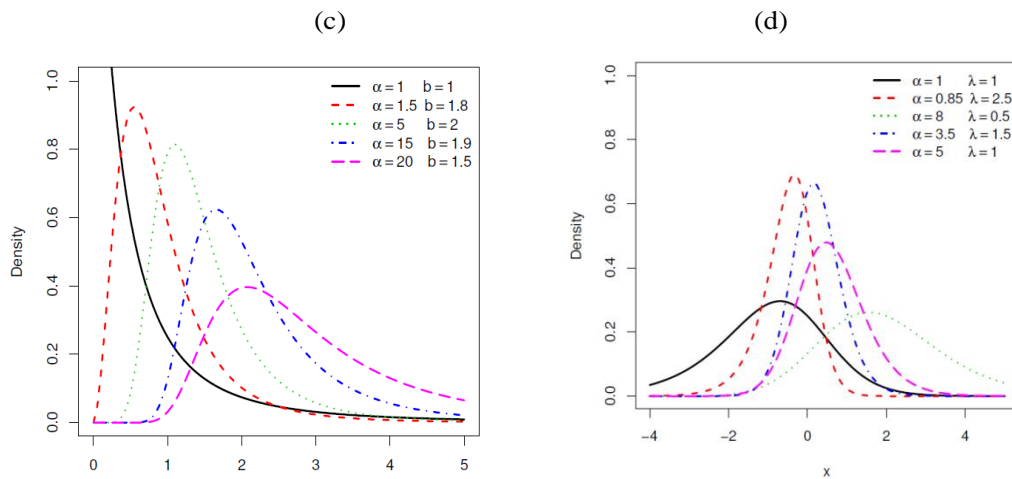 (c)
(d)
Density
1.0
0.8
0.6
0.4
0.2
0.0
0 1 2 3 4 5
α = 1 b = 1
α = 1.5 b = 1.8
α = 5 b = 2
α = 15 b = 1.9
α = 20 b = 1.5
Density
1.0
0.8
0.6
0.4
0.2
0.0
−4 −2 0 2 4
x
α = 1 λ = 1
α = 0.85 λ = 2.5
α = 8 λ = 0.5
α = 3.5 λ = 1.5
α = 5 λ = 1